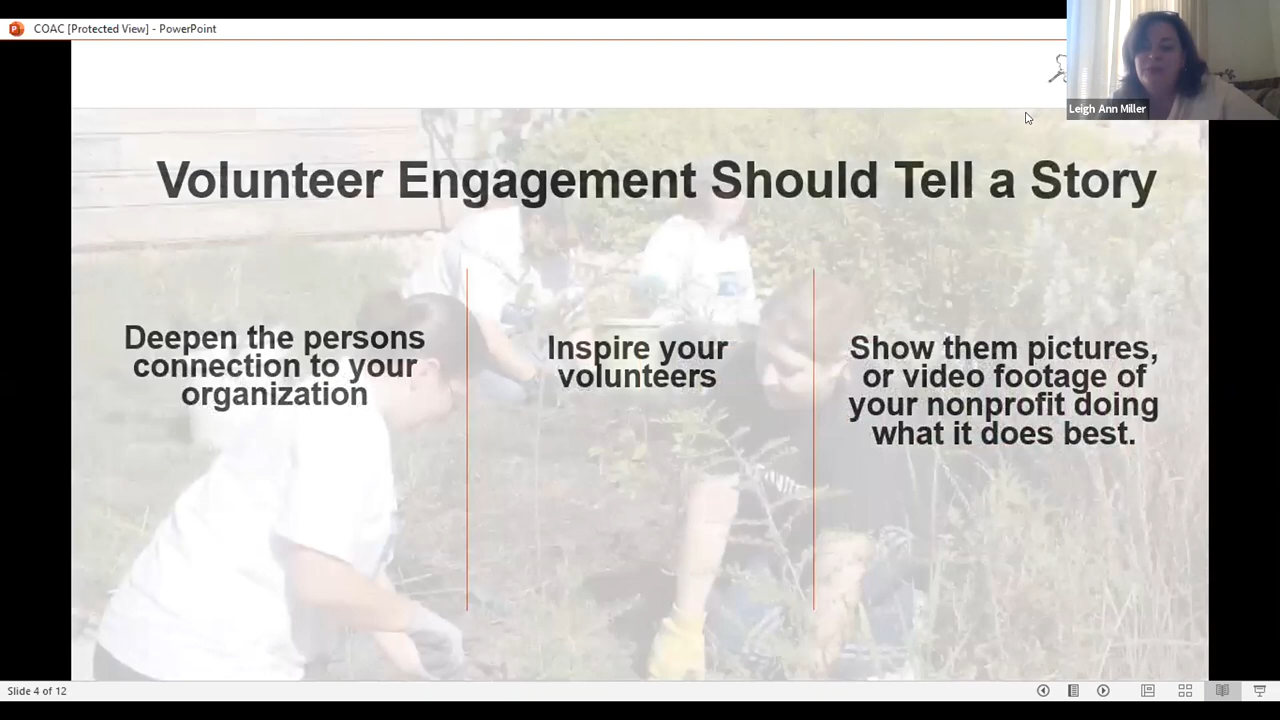 COAC [Protected View] - PowerPoint
Leigh Ann Miller
Volunteer Engagement Should Tell a Story
Deepen the persons
connection to your
organization
Inspire your
volunteers
Show them pictures,
or video footage of
your nonprofit doing
what it does best.
Slide 4 of 12